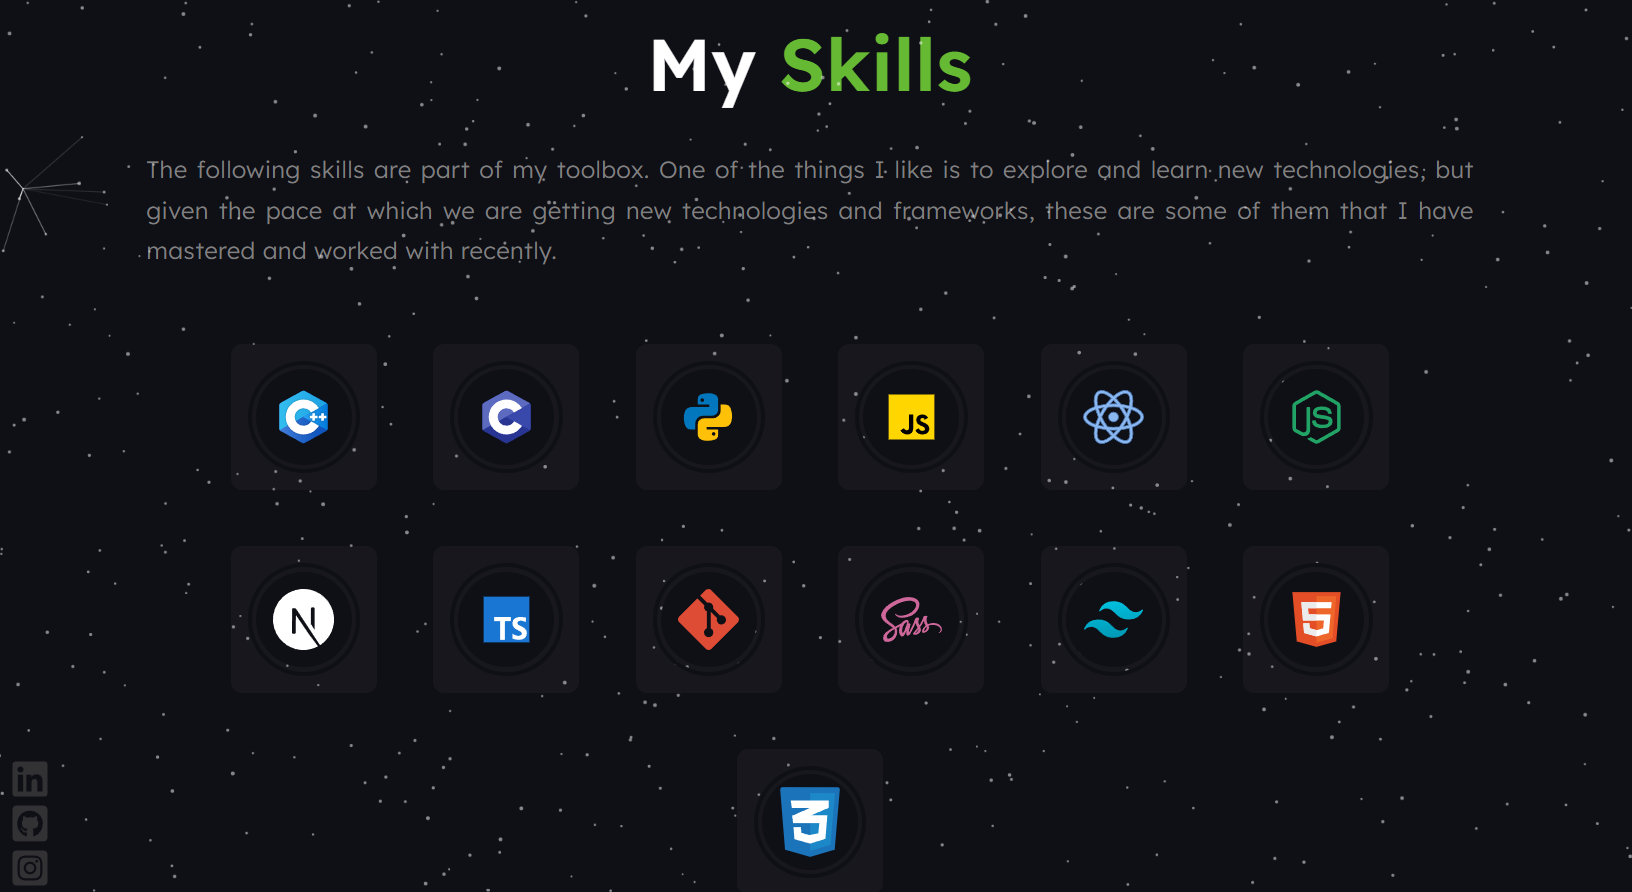 My Skills
The following skills are part of my toolbox. One of the things I like is to explore and learn new technologies, but
given the pace at which we are getting new technologies and frameworks, these are some of them that I have
mastered and worked with recently.
C++
C
JS
JS
N
TS
Sass
5
3
in